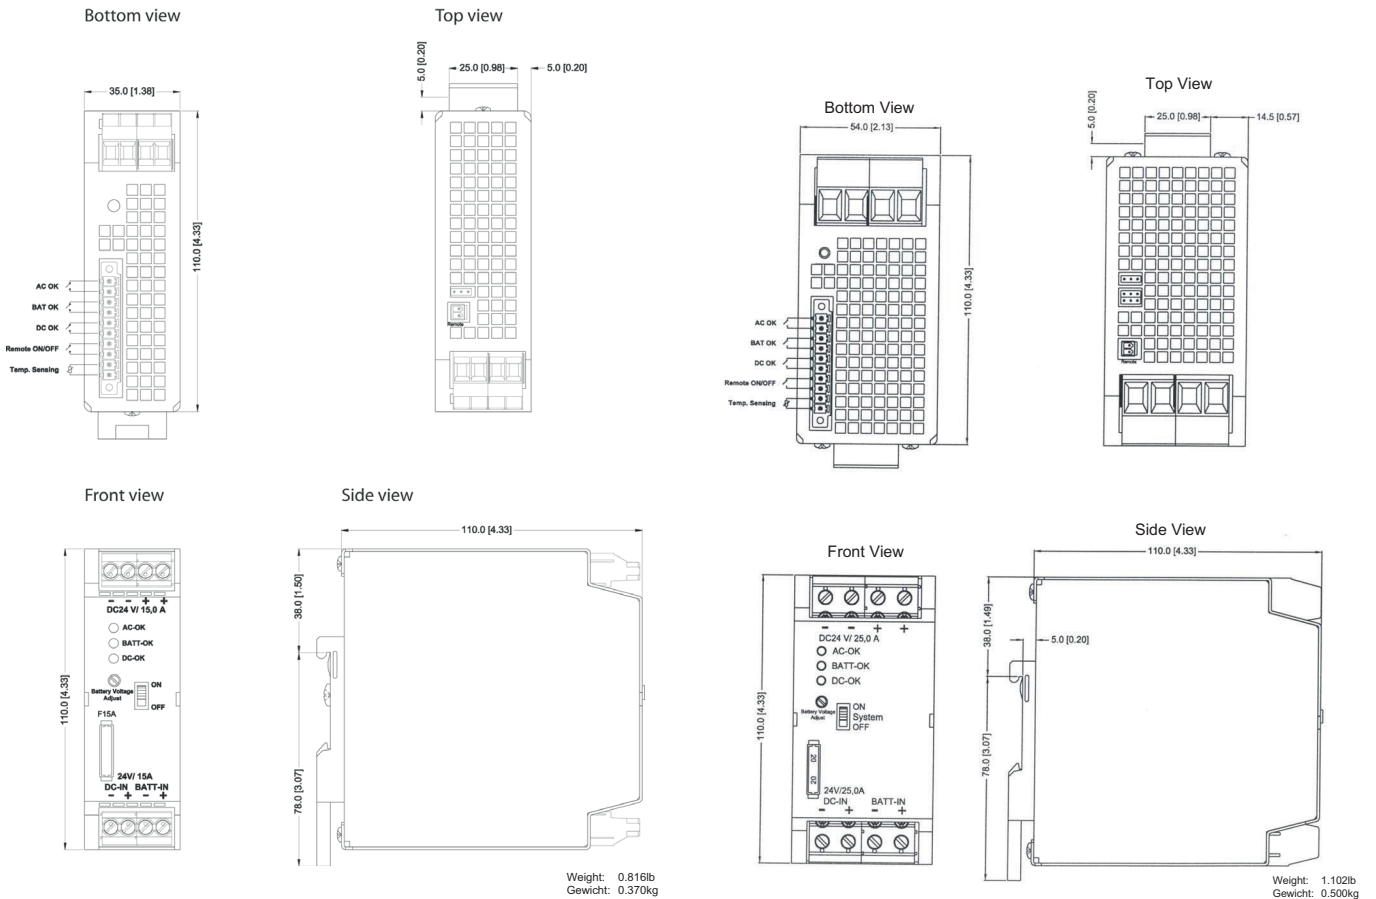 Bottom view
35.0 [1.38]
110.0 [4.33]
AC OK
BAT OK
DC OK
Remote ON/OFF
Temp. Sensing
Top view
5.0 [0.20]
25.0 [0.98]
5.0 [0.20]
Remote
Bottom View
54.0 [2.13]
110.0 [4.33]
AC OK
BAT OK
DC OK
Remote ON/OFF
Temp. Sensing
Top View
5.0 [0.20]
25.0 [0.98]
14.5 [0.57]
Remote
Front view
110.0 [4.33]
- - + +
DC24 V/ 15,0 A
AC-OK
BATT-OK
DC-OK
Battery Voltage
Adjust
ON
OFF
F15A
24V/ 15A
DC-IN BATT-IN
- + - +
Side view
110.0 [4.33]
38.0 [1.50]
78.0 [3.07]
Weight: 0.816lb
Gewicht: 0.370kg
Front View
110.0 [4.33]
- - + +
DC24 V/ 25,0 A
AC-OK
BATT-OK
DC-OK
Battery Voltage
Adjust
ON
System
OFF
20 20
24V/25,0A
DC-IN BATT-IN
- + - +
Side View
110.0 [4.33]
38.0 [1.49]
5.0 [0.20]
78.0 [3.07]
Weight: 1.102lb
Gewicht: 0.500kg